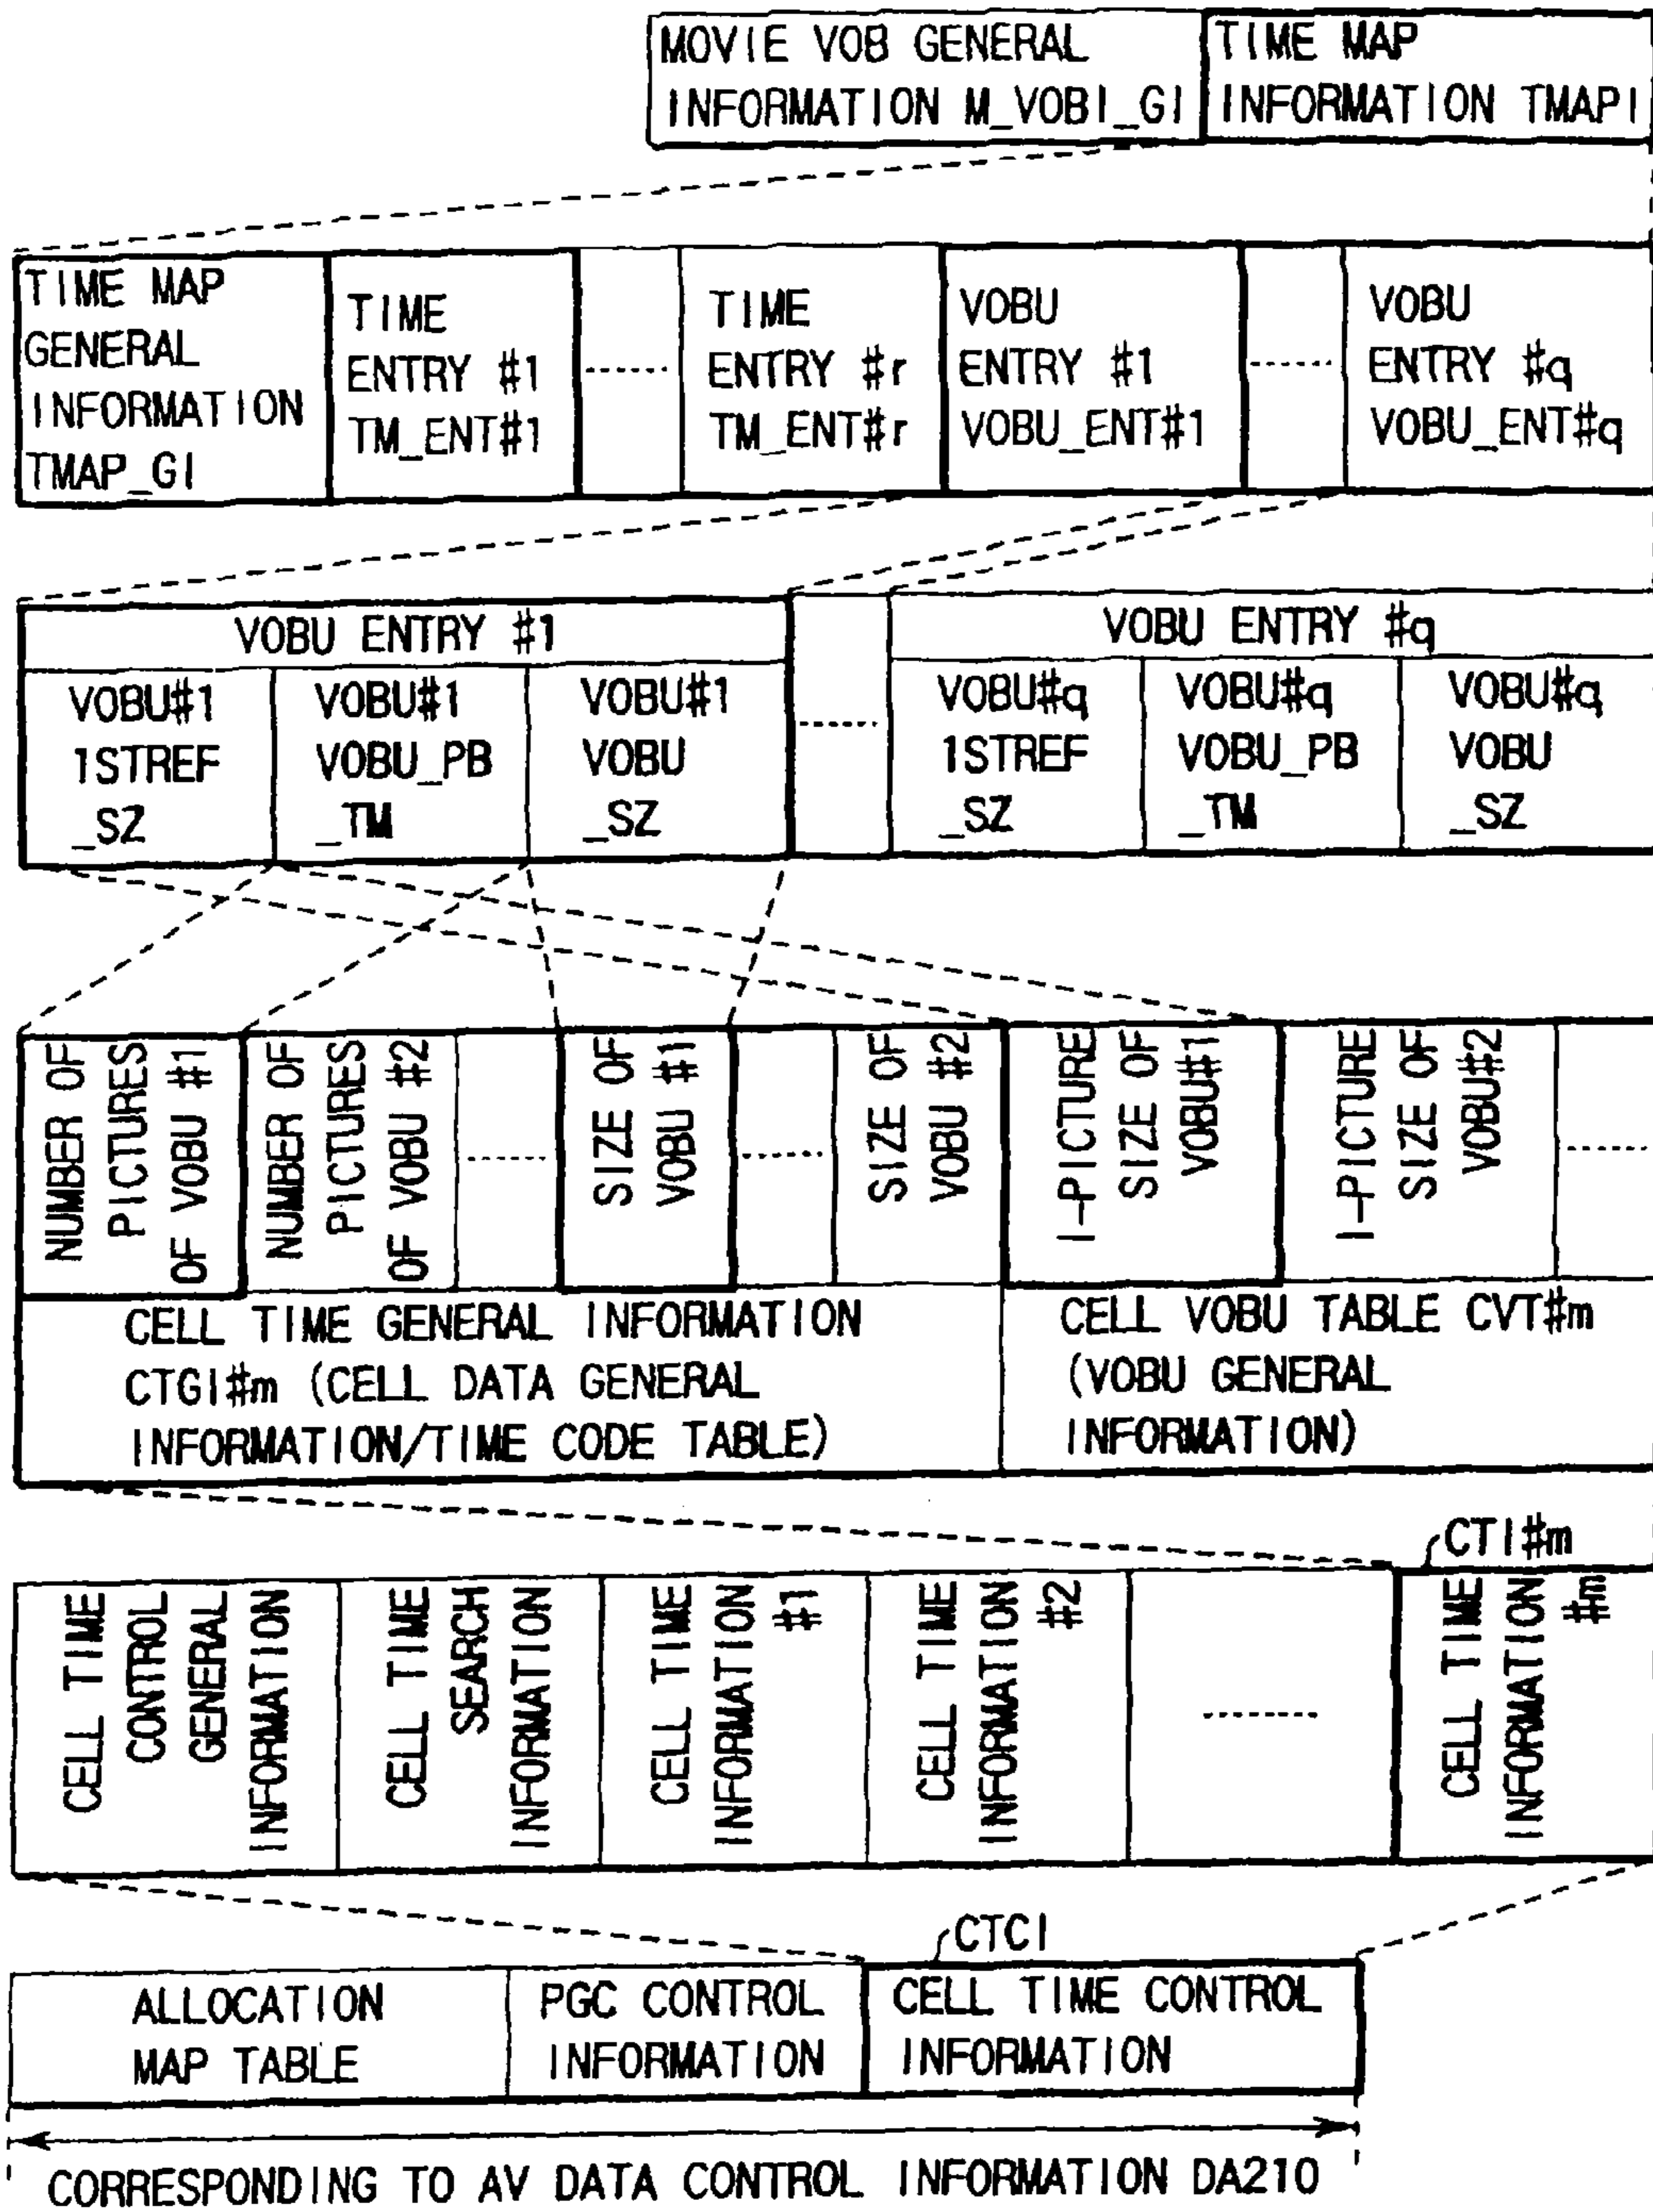 MOVIE VOB GENERAL
INFORMATION M_VOBI_GI
TIME MAP
INFORMATION TMAPI
TIME MAP
GENERAL
INFORMATION
TMAP_GI
TIME
ENTRY #1
TM_ENT#1
TIME
ENTRY #r
TM_ENT#r
VOBU
ENTRY #1
VOBU_ENT#1
VOBU
ENTRY #q
VOBU_ENT#q
VOBU ENTRY #1
VOBU#1
1STREF
_SZ
VOBU#1
VOBU_PB
_TM
VOBU#1
VOBU
_SZ
VOBU ENTRY #q
VOBU#q
1STREF
_SZ
VOBU#q
VOBU_PB
_TM
VOBU#q
VOBU
_SZ
NUMBER OF
PICTURES
OF VOBU #1
NUMBER OF
PICTURES
OF VOBU #2
SIZE OF
VOBU #1
SIZE OF
VOBU #2
I-PICTURE
SIZE OF
VOBU#1
I-PICTURE
SIZE OF
VOBU#2
CELL TIME GENERAL INFORMATION
CTGI#m (CELL DATA GENERAL
INFORMATION/TIME CODE TABLE)
CELL VOBU TABLE CVT#m
(VOBU GENERAL
INFORMATION)
CTI#m
CELL TIME
CONTROL
GENERAL
INFORMATION
CELL TIME
SEARCH
INFORMATION
CELL TIME
INFORMATION
#1
CELL TIME
INFORMATION
#2
CELL TIME
INFORMATION
#m
CTCI
ALLOCATION
MAP TABLE
PGC CONTROL
INFORMATION
CELL TIME CONTROL
INFORMATION
CORRESPONDING TO AV DATA CONTROL INFORMATION DA210